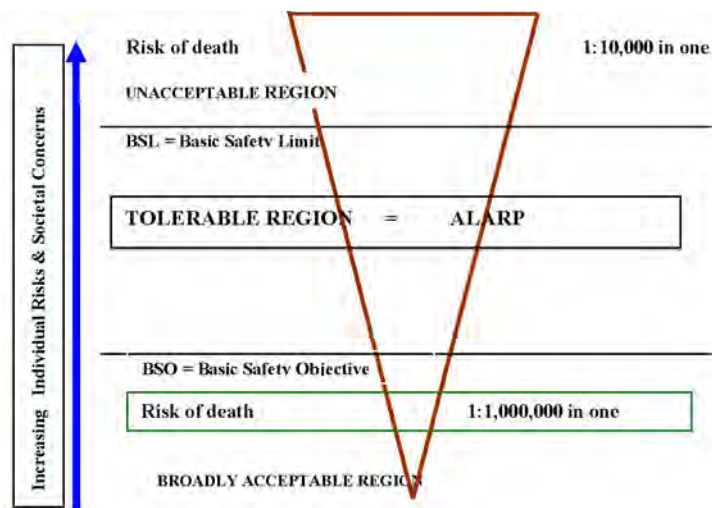 Risk of death 1:10,000 in one
UNACCEPTABLE REGION
BSL = Basic Safety Limit
TOLERABLE REGION = ALARP
BSO = Basic Safety Objective
Risk of death 1:1,000,000 in one
BROADLY ACCEPTABLE REGION
Increasing Individual Risks & Societal Concerns